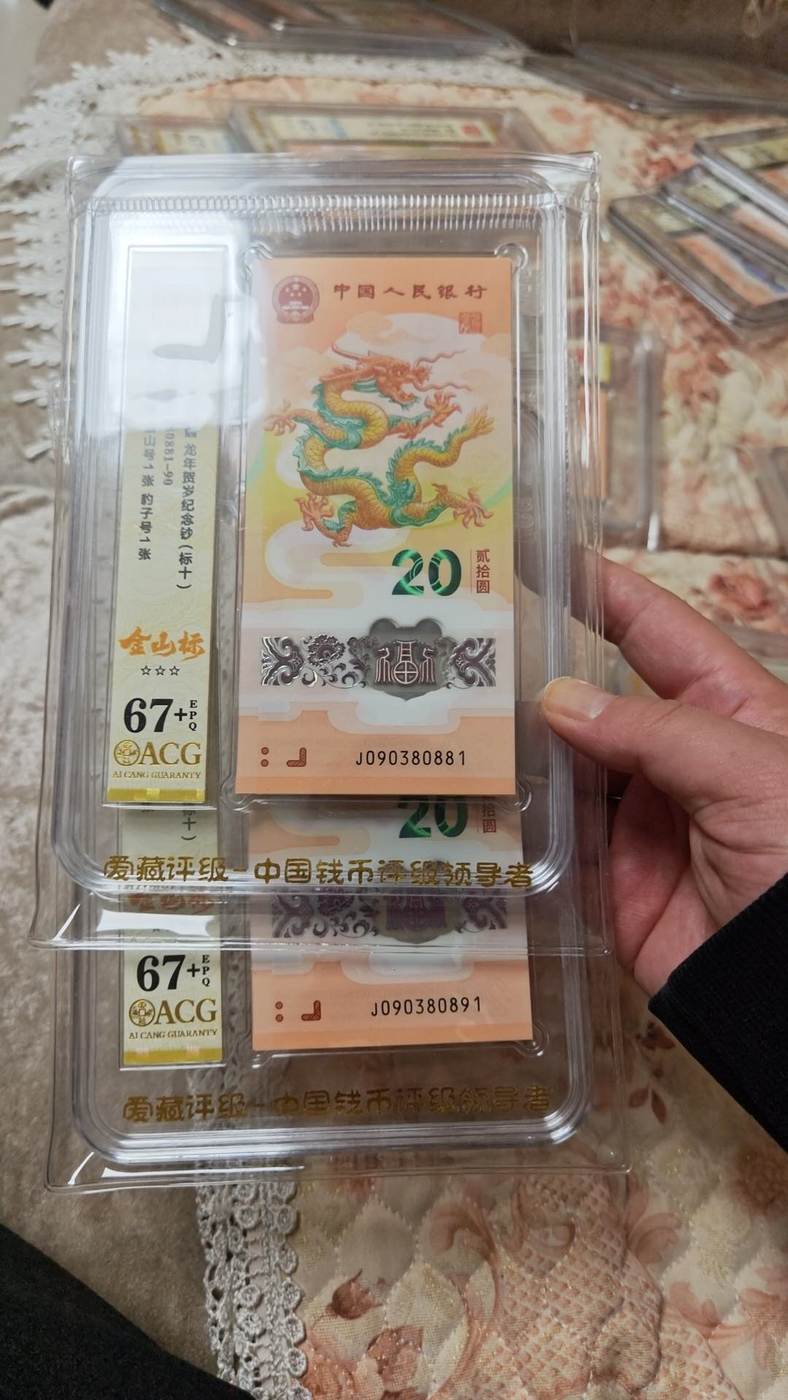 中国人民银行
20
贰拾圆
J090380881
龙年贺岁纪念钞(标十)
0881-90
山号1张 豹子号1张
金山标
☆☆☆
67+
EPQ
ACG
AI CANG GUARANTY
爱藏评级-中国钱币评级领导者
20
拾圆
标十)
67+
EPQ
ACG
AI CANG GUARANTY
J090380891
爱藏评级-中国钱币评级领导者